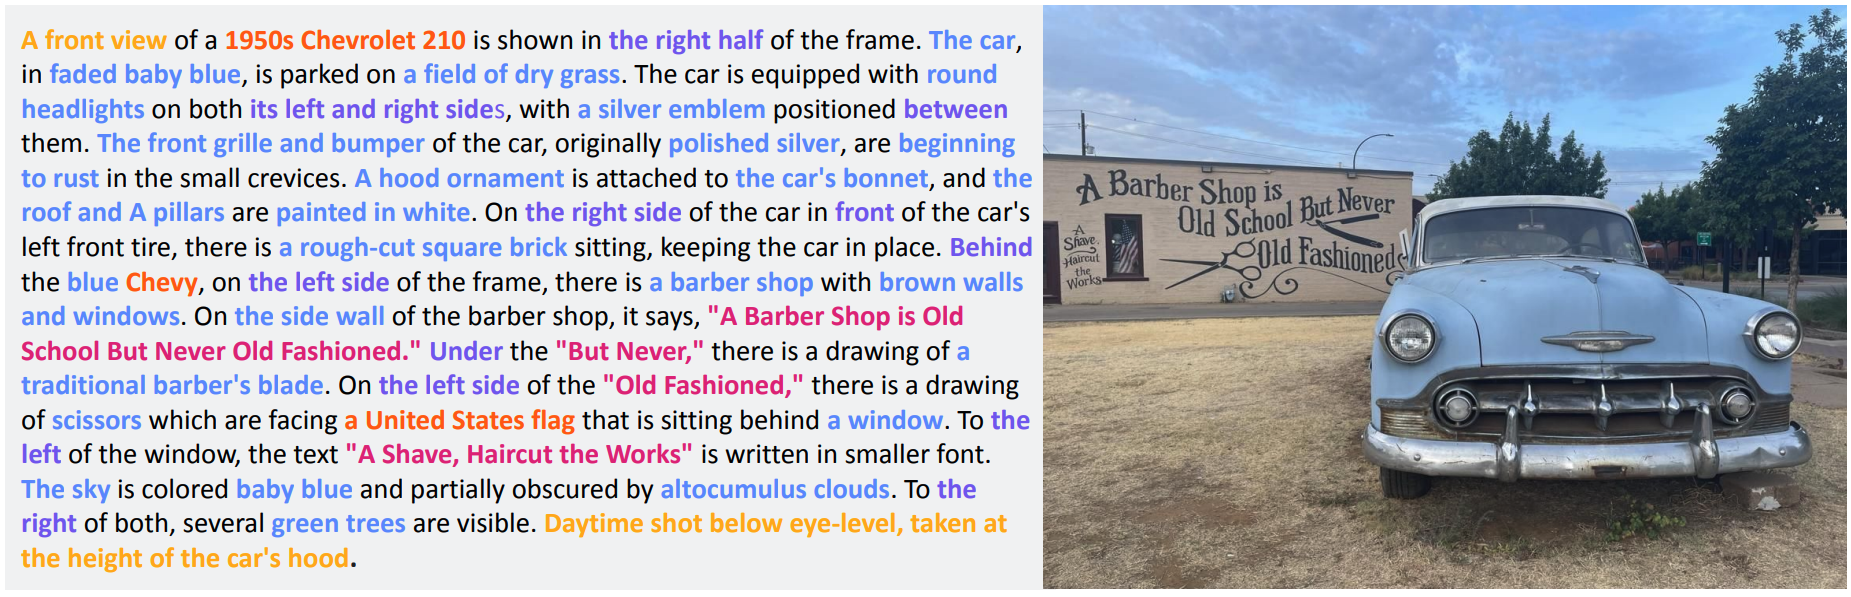 A front view of a 1950s Chevrolet 210 is shown in the right half of the frame. The car,
in faded baby blue, is parked on a field of dry grass. The car is equipped with round
headlights on both its left and right sides, with a silver emblem positioned between
them. The front grille and bumper of the car, originally polished silver, are beginning
to rust in the small crevices. A hood ornament is attached to the car's bonnet, and the
roof and A pillars are painted in white. On the right side of the car in front of the car's
left front tire, there is a rough-cut square brick sitting, keeping the car in place. Behind
the blue Chevy, on the left side of the frame, there is a barber shop with brown walls
and windows. On the side wall of the barber shop, it says, "A Barber Shop is Old
School But Never Old Fashioned." Under the "But Never," there is a drawing of a
traditional barber's blade. On the left side of the "Old Fashioned," there is a drawing
of scissors which are facing a United States flag that is sitting behind a window. To the
left of the window, the text "A Shave, Haircut the Works" is written in smaller font.
The sky is colored baby blue and partially obscured by altocumulus clouds. To the
right of both, several green trees are visible. Daytime shot below eye-level, taken at
the height of the car's hood.
A Barber Shop is
Old School But Never
Old Fashioned
A
Shave,
Haircut
the
Works